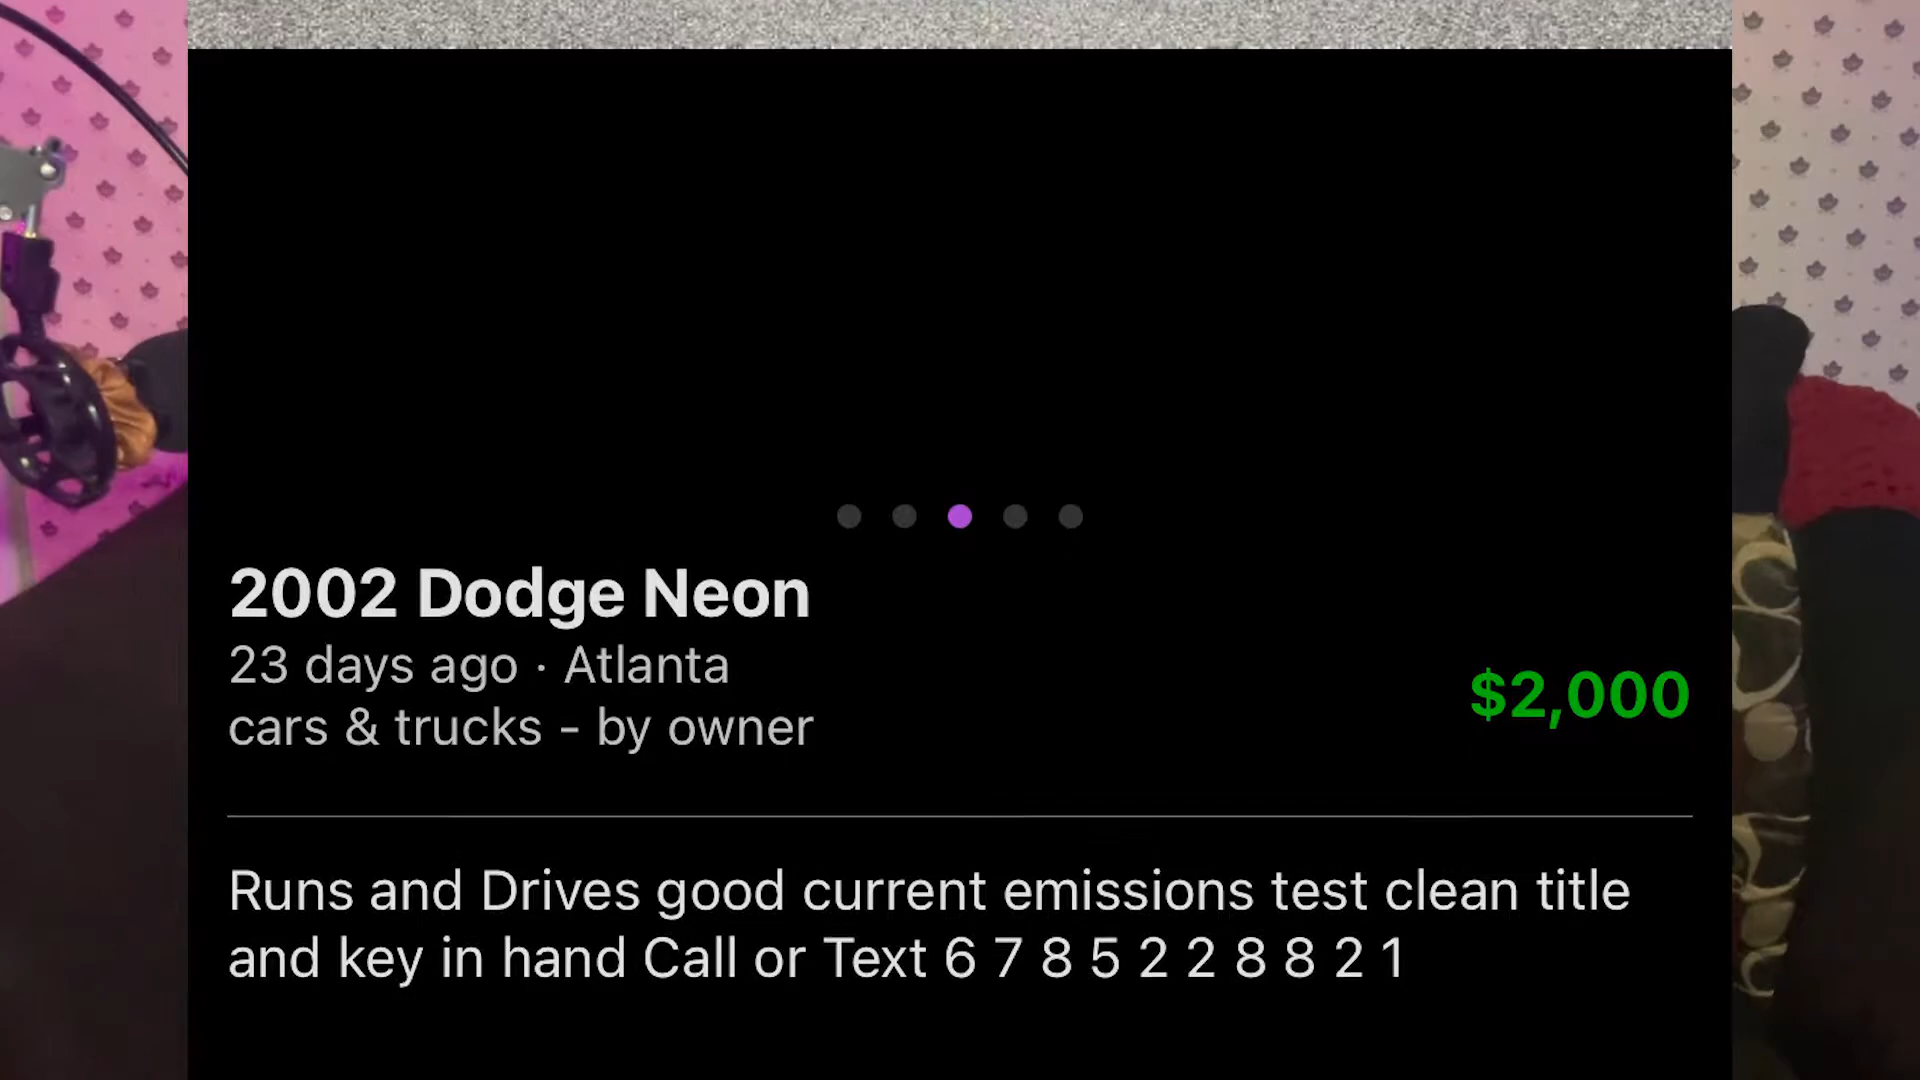 2002 Dodge Neon
23 days ago · Atlanta
cars & trucks - by owner
$2,000
Runs and Drives good current emissions test clean title
and key in hand Call or Text 6 7 8 5 2 2 8 8 2 1